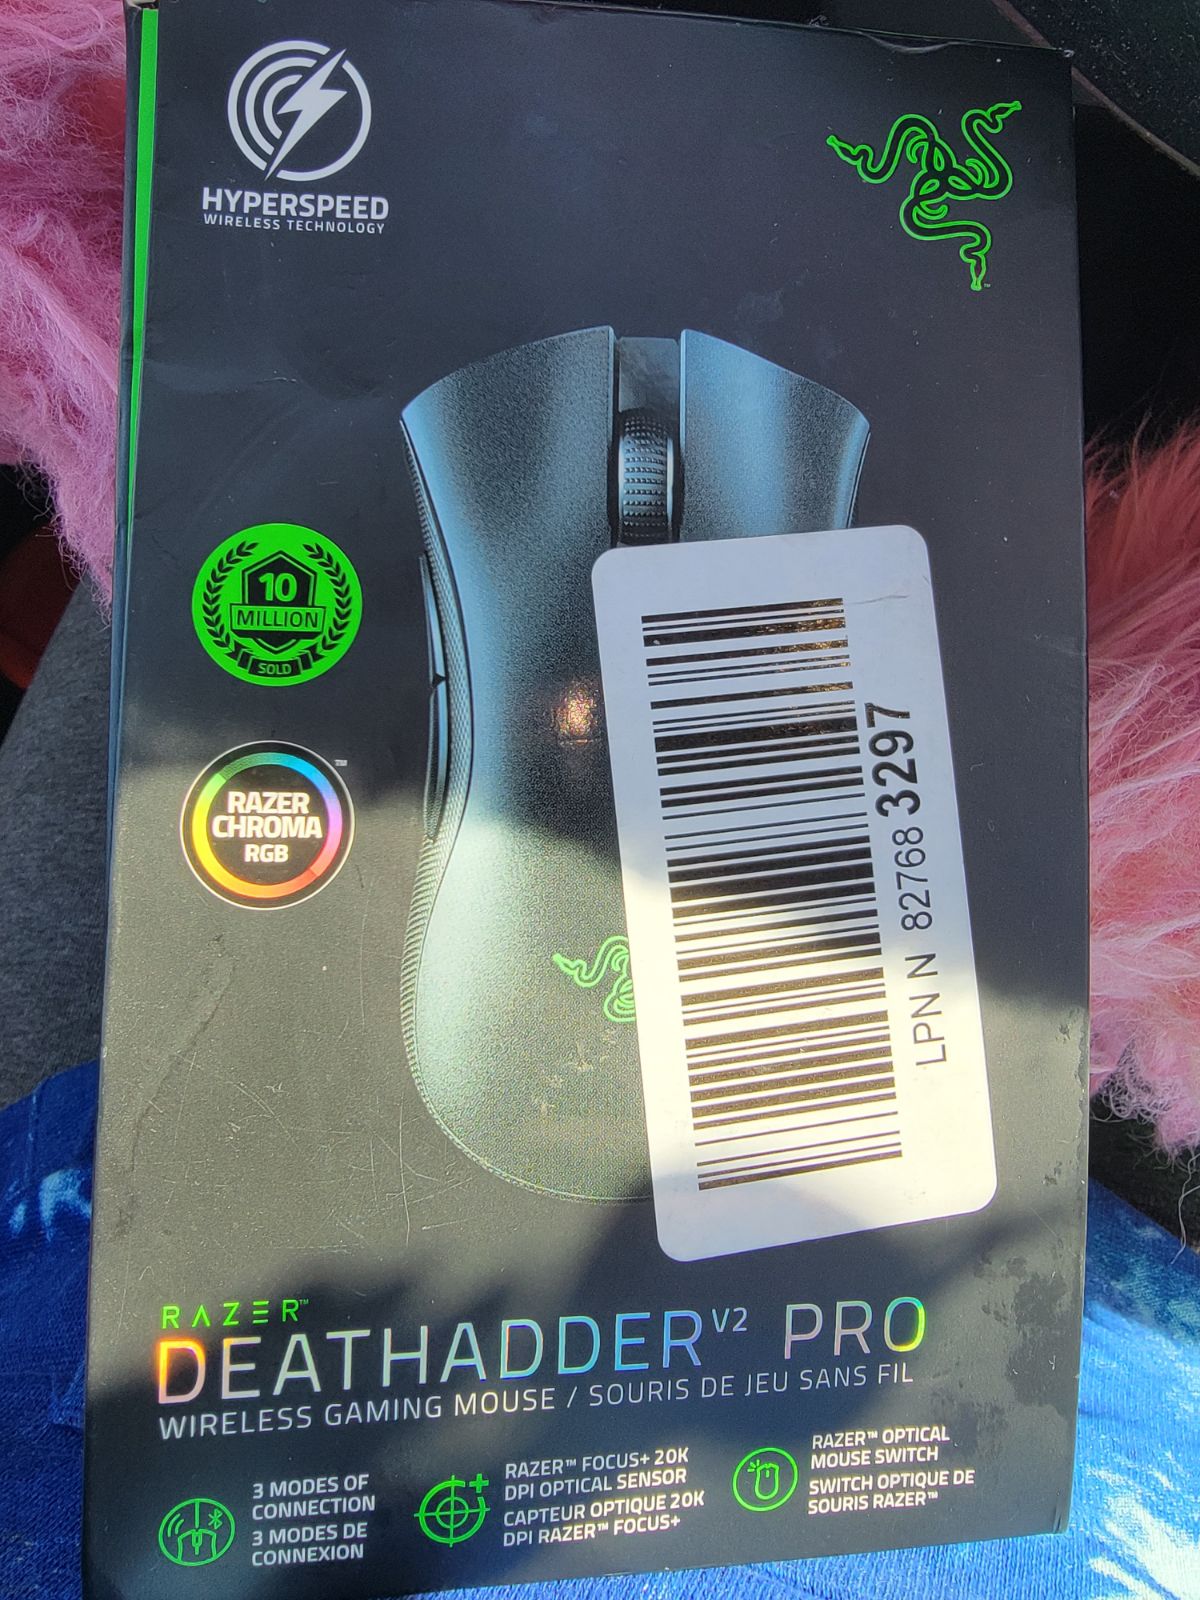 HYPERSPEED
WIRELESS TECHNOLOGY
10
MILLION
SOLD
RAZER
CHROMA
RGB
™
LPN N 82768 3297
RAZER™
DEATHADDER V2 PRO
WIRELESS GAMING MOUSE / SOURIS DE JEU SANS FIL
3 MODES OF
CONNECTION
3 MODES DE
CONNEXION
RAZER™ FOCUS+ 20K
DPI OPTICAL SENSOR
CAPTEUR OPTIQUE 20K
DPI RAZER™ FOCUS+
RAZER™ OPTICAL
MOUSE SWITCH
SWITCH OPTIQUE DE
SOURIS RAZER™